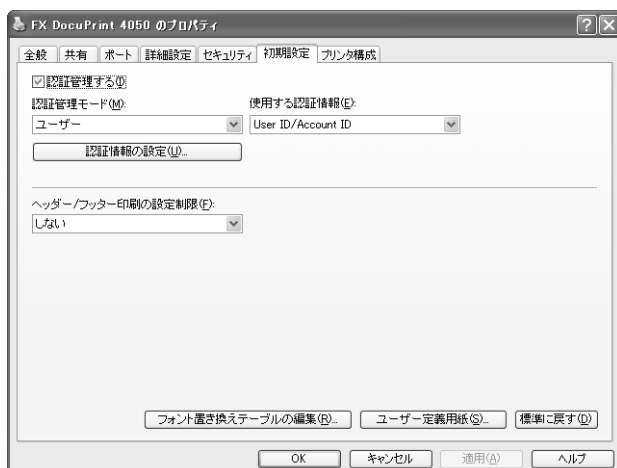 FX DocuPrint 4050 のプロパティ
全般 共有 ポート 詳細設定 セキュリティ 初期設定 プリンタ構成
認証管理する(I)
認証管理モード(M): 使用する認証情報(E):
ユーザー User ID/Account ID
認証情報の設定(U)...
ヘッダー/フッター印刷の設定制限(F):
しない
フォント置き換えテーブルの編集(R)... ユーザー定義用紙(S)... 標準に戻す(D)
OK キャンセル 適用(A) ヘルプ